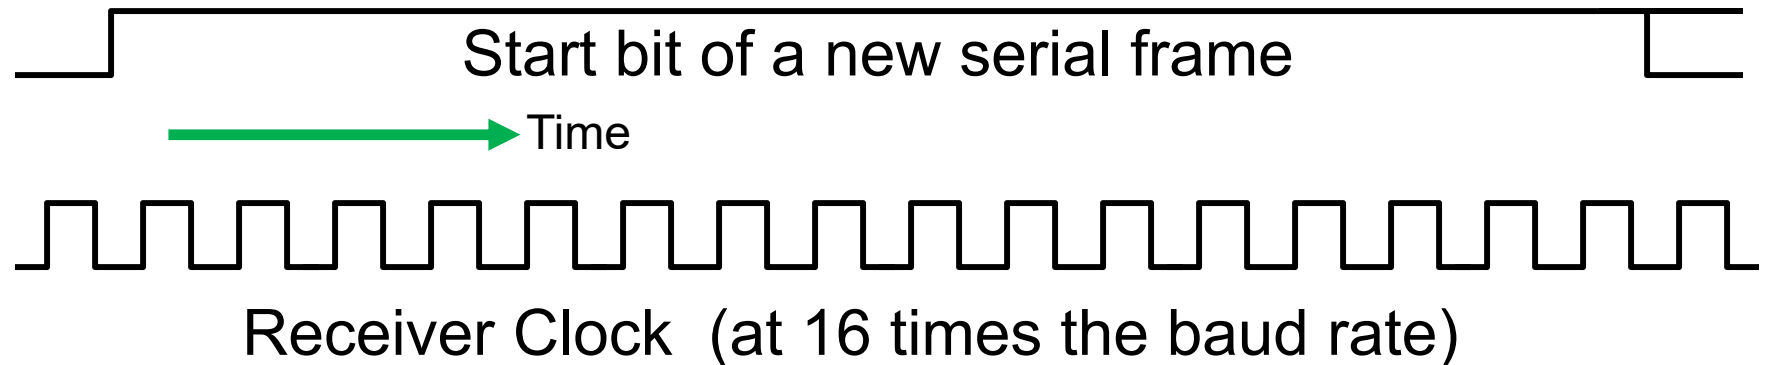 Start bit of a new serial frame
Time
Receiver Clock (at 16 times the baud rate)